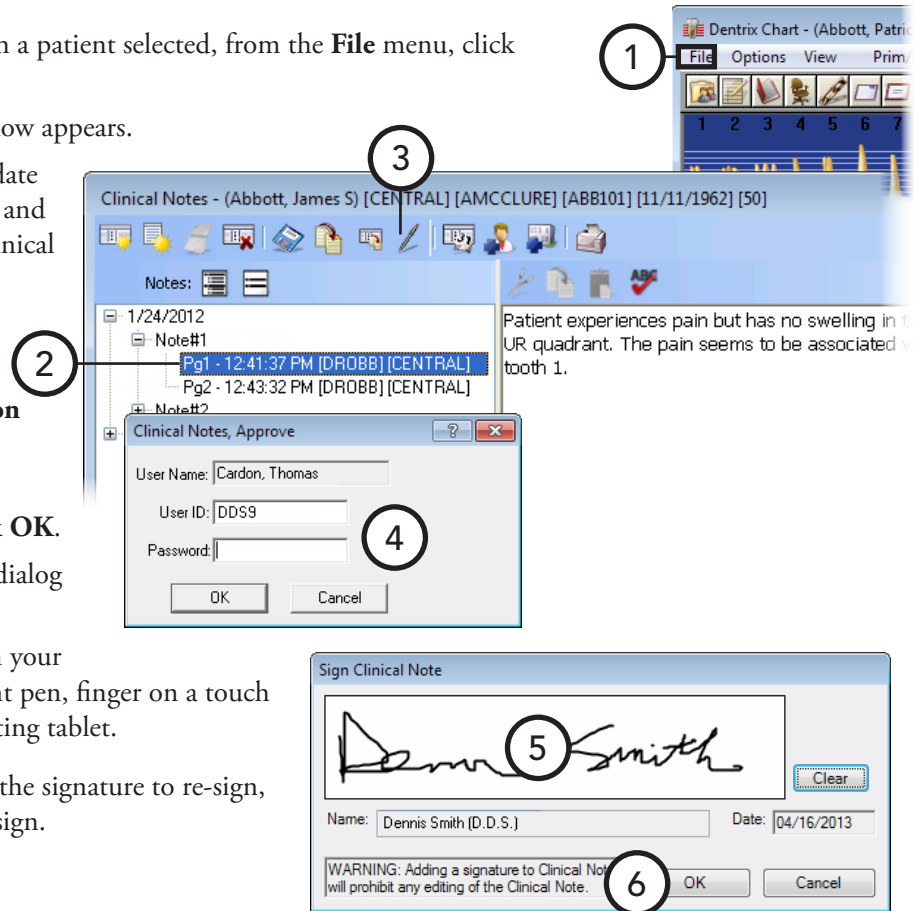 n a patient selected, from the File menu, click
ow appears.
late
and
nical
on
OK.
dialog
n your
nt pen, finger on a touch
ting tablet.
the signature to re-sign,
sign.
1
Dentrix Chart - (Abbott, Patric
File Options View Prim/
1 2 3 4 5 6 7
3
Clinical Notes - (Abbott, James S) [CENTRAL] [AMCCLURE] [ABB101] [11/11/1962] [50]
Notes:
ABC
1/24/2012
Note#1
2
Pg1 - 12:41:37 PM [DROBB] [CENTRAL]
Pg2 - 12:43:32 PM [DROBB] [CENTRAL]
Note#2
Patient experiences pain but has no swelling in t
UR quadrant. The pain seems to be associated w
tooth 1.
Clinical Notes, Approve
User Name: Cardon, Thomas
User ID: DDS9
Password:
4
OK Cancel
Sign Clinical Note
Smith
5
Clear
Name: Dennis Smith (D.D.S.) Date: 04/16/2013
WARNING: Adding a signature to Clinical Not
will prohibit any editing of the Clinical Note.
6
OK Cancel